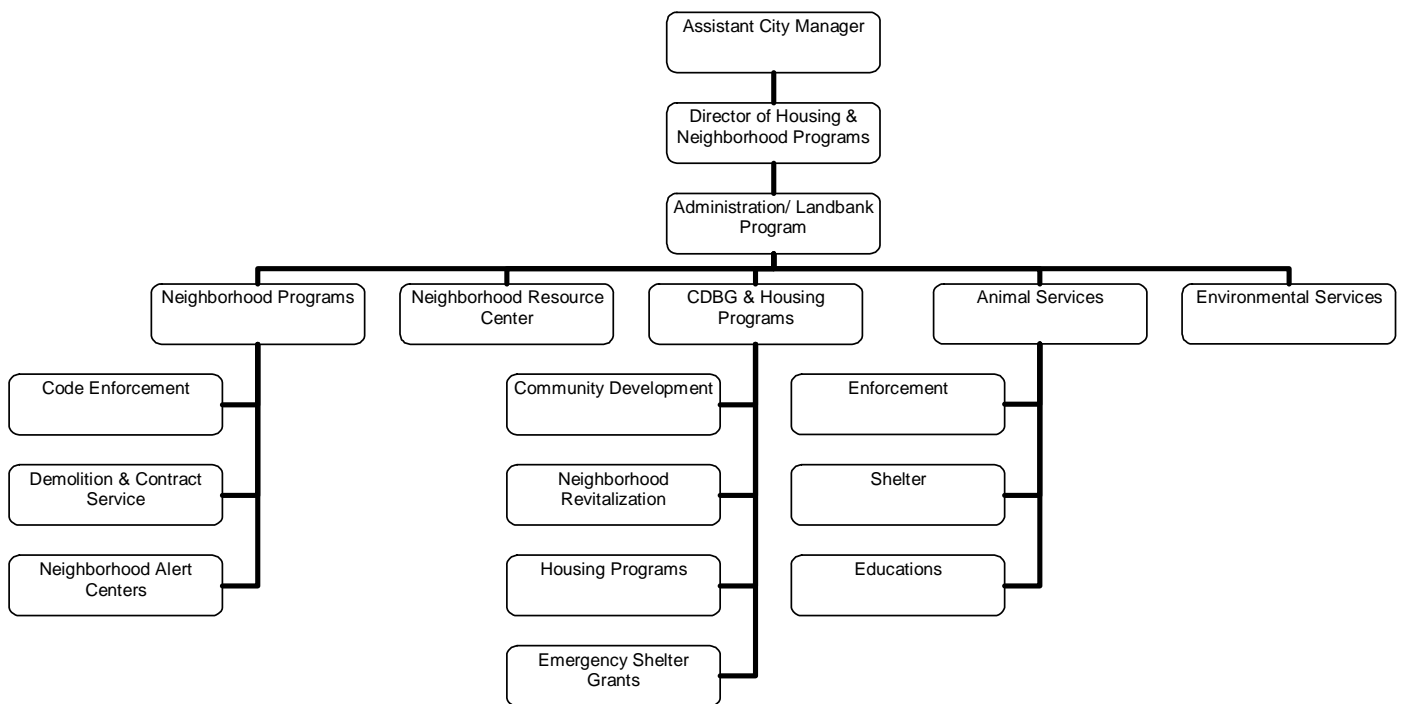 Assistant City Manager
Director of Housing &
Neighborhood Programs
Administration/ Landbank
Program
Neighborhood Programs
Neighborhood Resource
Center
CDBG & Housing
Programs
Animal Services
Environmental Services
Code Enforcement
Demolition & Contract
Service
Neighborhood Alert
Centers
Community Development
Neighborhood
Revitalization
Housing Programs
Emergency Shelter
Grants
Enforcement
Shelter
Educations